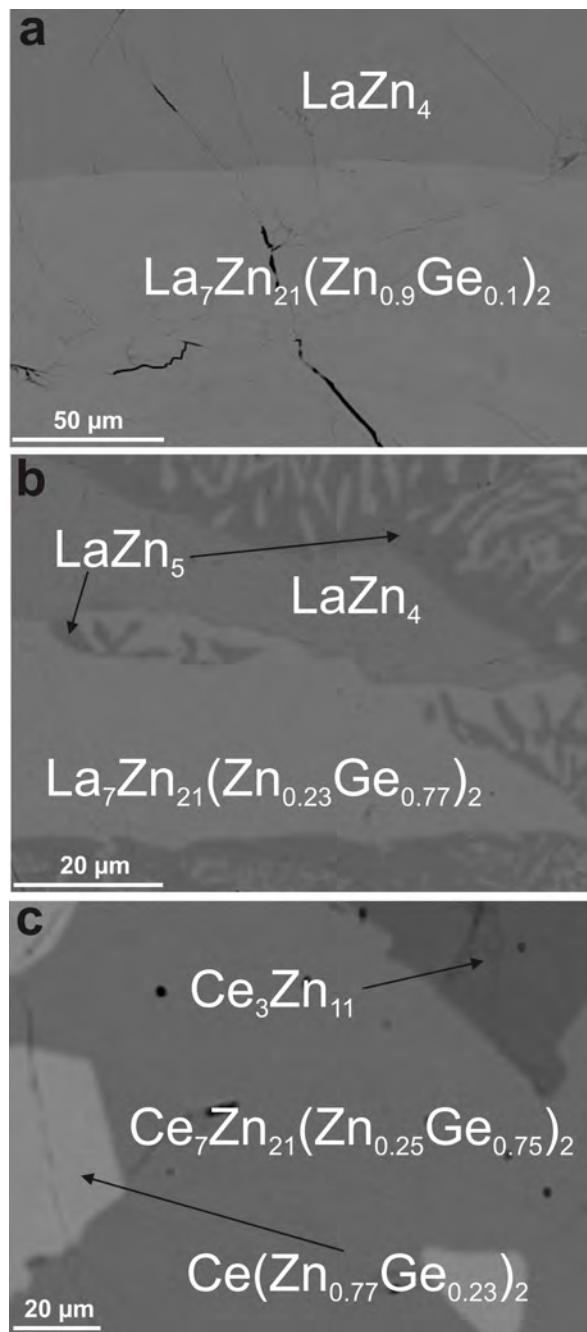 a
LaZn₄
La₇Zn₂₁(Zn₀.₉Ge₀.₁)₂
50 µm
b
LaZn₅
LaZn₄
La₇Zn₂₁(Zn₀.₂₃Ge₀.₇₇)₂
20 µm
c
Ce₃Zn₁₁
Ce₇Zn₂₁(Zn₀.₂₅Ge₀.₇₅)₂
Ce(Zn₀.₇₇Ge₀.₂₃)₂
20 µm